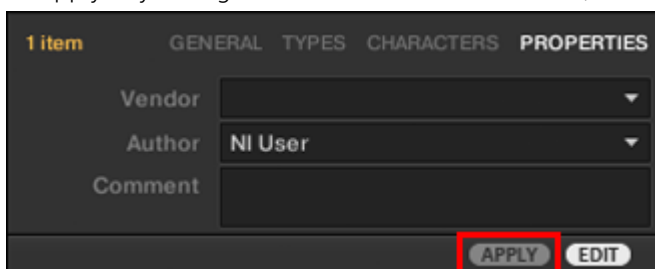 1 item GENERAL TYPES CHARACTERS PROPERTIES
Vendor
Author NI User
Comment
APPLY EDIT